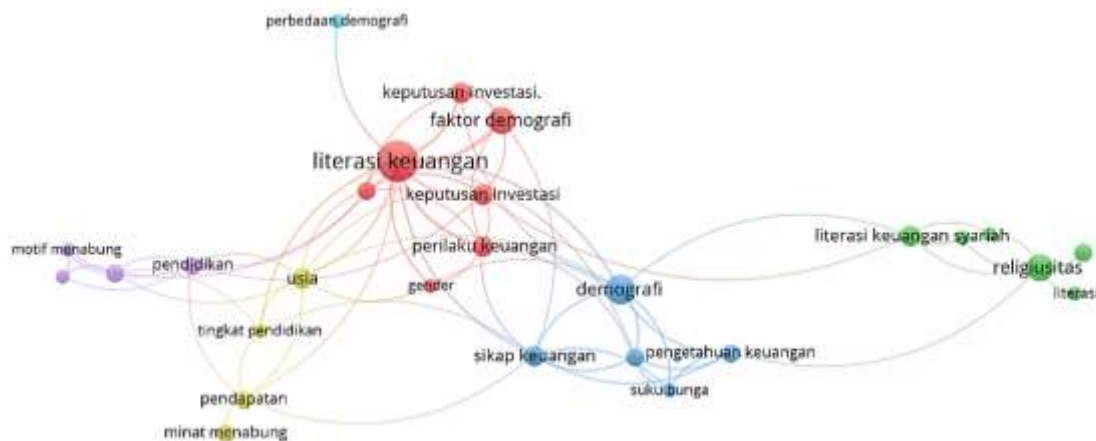 perbedaan demografi
keputusan investasi.
faktor demografi
literasi keuangan
keputusan investasi
motif menabung
pendidikan
perilaku keuangan
literasi keuangan syariah
usia
gender
demografi
religiusitas
literasi
tingkat pendidikan
sikap keuangan
pengetahuan keuangan
suku bunga
pendapatan
minat menabung